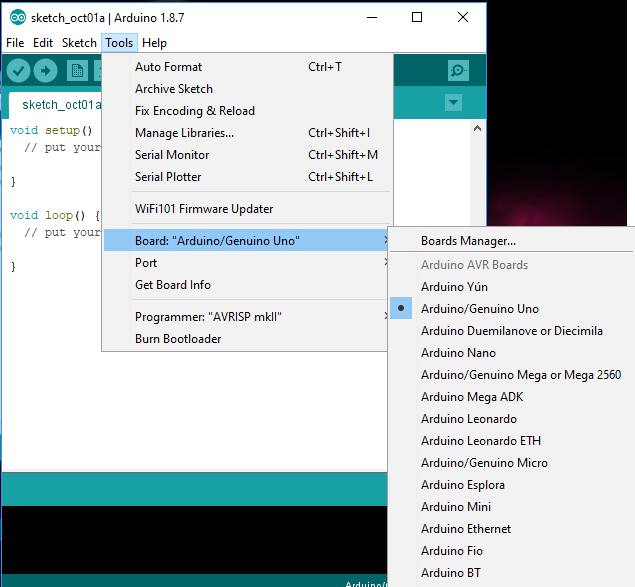 sketch_oct01a | Arduino 1.8.7
File Edit Sketch Tools Help
sketch_oct01a
void setup()
// put your
}
void loop() {
// put your
}
Auto Format Ctrl+T
Archive Sketch
Fix Encoding & Reload
Manage Libraries... Ctrl+Shift+I
Serial Monitor Ctrl+Shift+M
Serial Plotter Ctrl+Shift+L
WiFi101 Firmware Updater
Board: "Arduino/Genuino Uno"
Port
Get Board Info
Programmer: "AVRISP mkII"
Burn Bootloader
Boards Manager...
Arduino AVR Boards
Arduino Yún
Arduino/Genuino Uno
Arduino Duemilanove or Diecimila
Arduino Nano
Arduino/Genuino Mega or Mega 2560
Arduino Mega ADK
Arduino Leonardo
Arduino Leonardo ETH
Arduino/Genuino Micro
Arduino Esplora
Arduino Mini
Arduino Ethernet
Arduino Fio
Arduino BT